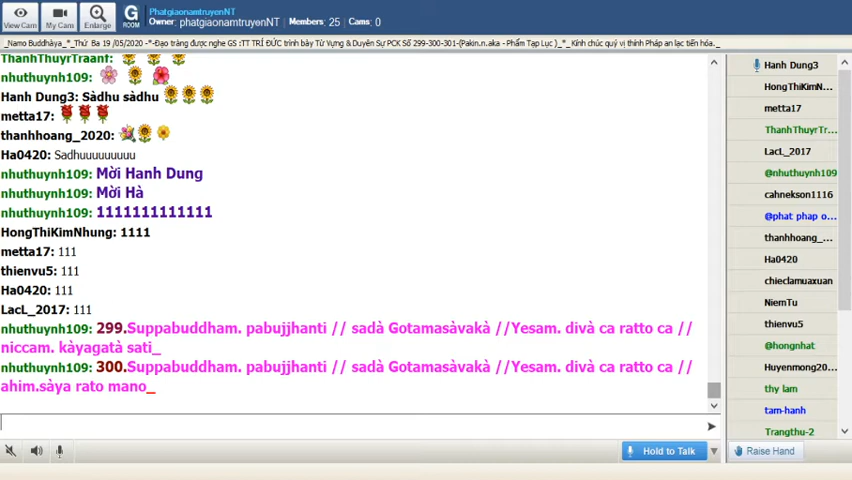 View Cam
My Cam
Enlarge
G
ROOM
PhatgiaonamtruyenNT
Owner: phatgiaonamtruyenNT | Members: 25 | Cams: 0
_Namo Buddhàya_*_Thứ Ba 19 /05/2020 -*-Đạo tràng được nghe GS :TT TRÍ ĐỨC trình bày Từ Vựng & Duyên Sự PCK Số 299-300-301-(Pakin.n.aka - Phẩm Tạp Lục )_*_ Kính chúc quý vị thính Pháp an lạc tiến hóa._
ThanhThuyrTraanf:
nhuthuynh109:
Hanh Dung3: Sàdhu sàdhu
metta17:
thanhhoang_2020:
Ha0420: Sadhuuuuuuuuu
nhuthuynh109: Mời Hanh Dung
nhuthuynh109: Mời Hà
nhuthuynh109: 1111111111111
HongThiKimNhung: 1111
metta17: 111
thienvu5: 111
Ha0420: 111
LacL_2017: 111
nhuthuynh109: 299.Suppabuddham. pabujjhanti // sadà Gotamasàvakà //Yesam. divà ca ratto ca //
niccam. kàyagatà sati_
nhuthuynh109: 300.Suppabuddham. pabujjhanti // sadà Gotamasàvakà //Yesam. divà ca ratto ca //
ahim.sàya rato mano_
Hold to Talk
Hanh Dung3
HongThiKimN...
metta17
ThanhThuyrTr...
LacL_2017
@nhuthuynh109
cahnekson1116
@phat phap o...
thanhhoang_...
Ha0420
chieclamuaxuan
NiemTu
thienvu5
@hongnhat
Huyenmong20...
thy lam
tam-hanh
Trangthu-2
Raise Hand